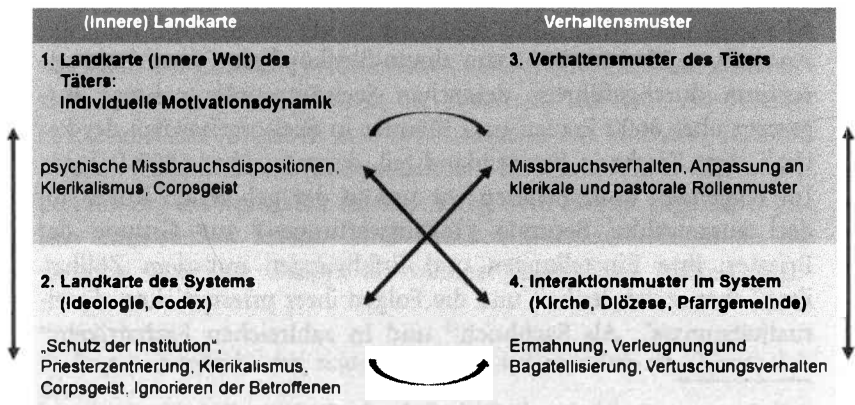 (Innere) Landkarte
Verhaltensmuster
1. Landkarte (Innere Welt) des
Täters:
Individuelle Motivationsdynamik
psychische Missbrauchsdispositionen,
Klerikalismus, Corpsgeist
3. Verhaltensmuster des Täters
Missbrauchsverhalten, Anpassung an
klerikale und pastorale Rollenmuster
2. Landkarte des Systems
(Ideologie, Codex)
„Schutz der Institution“,
Priesterzentrierung, Klerikalismus,
Corpsgeist, Ignorieren der Betroffenen
4. Interaktionsmuster im System
(Kirche, Diözese, Pfarrgemeinde)
Ermahnung, Verleugnung und
Bagatellisierung, Vertuschungsverhalten